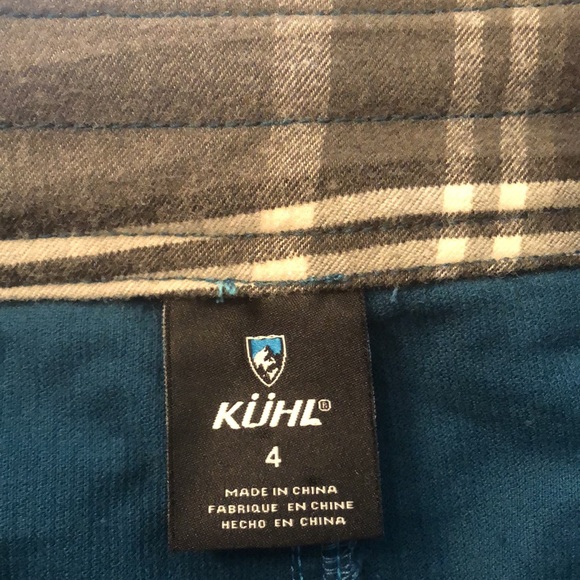 KÜHL®
4
MADE IN CHINA
FABRIQUE EN CHINE
HECHO EN CHINA